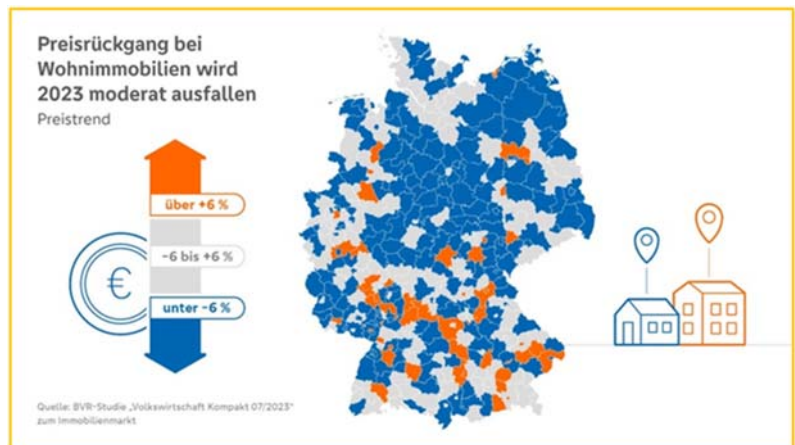 Preisrückgang bei
Wohnimmobilien wird
2023 moderat ausfallen
Preistrend
über +6 %
-6 bis +6 %
€
unter -6 %
Quelle: BVR-Studie „Volkswirtschaft Kompakt 07/2023"
zum Immobilienmarkt